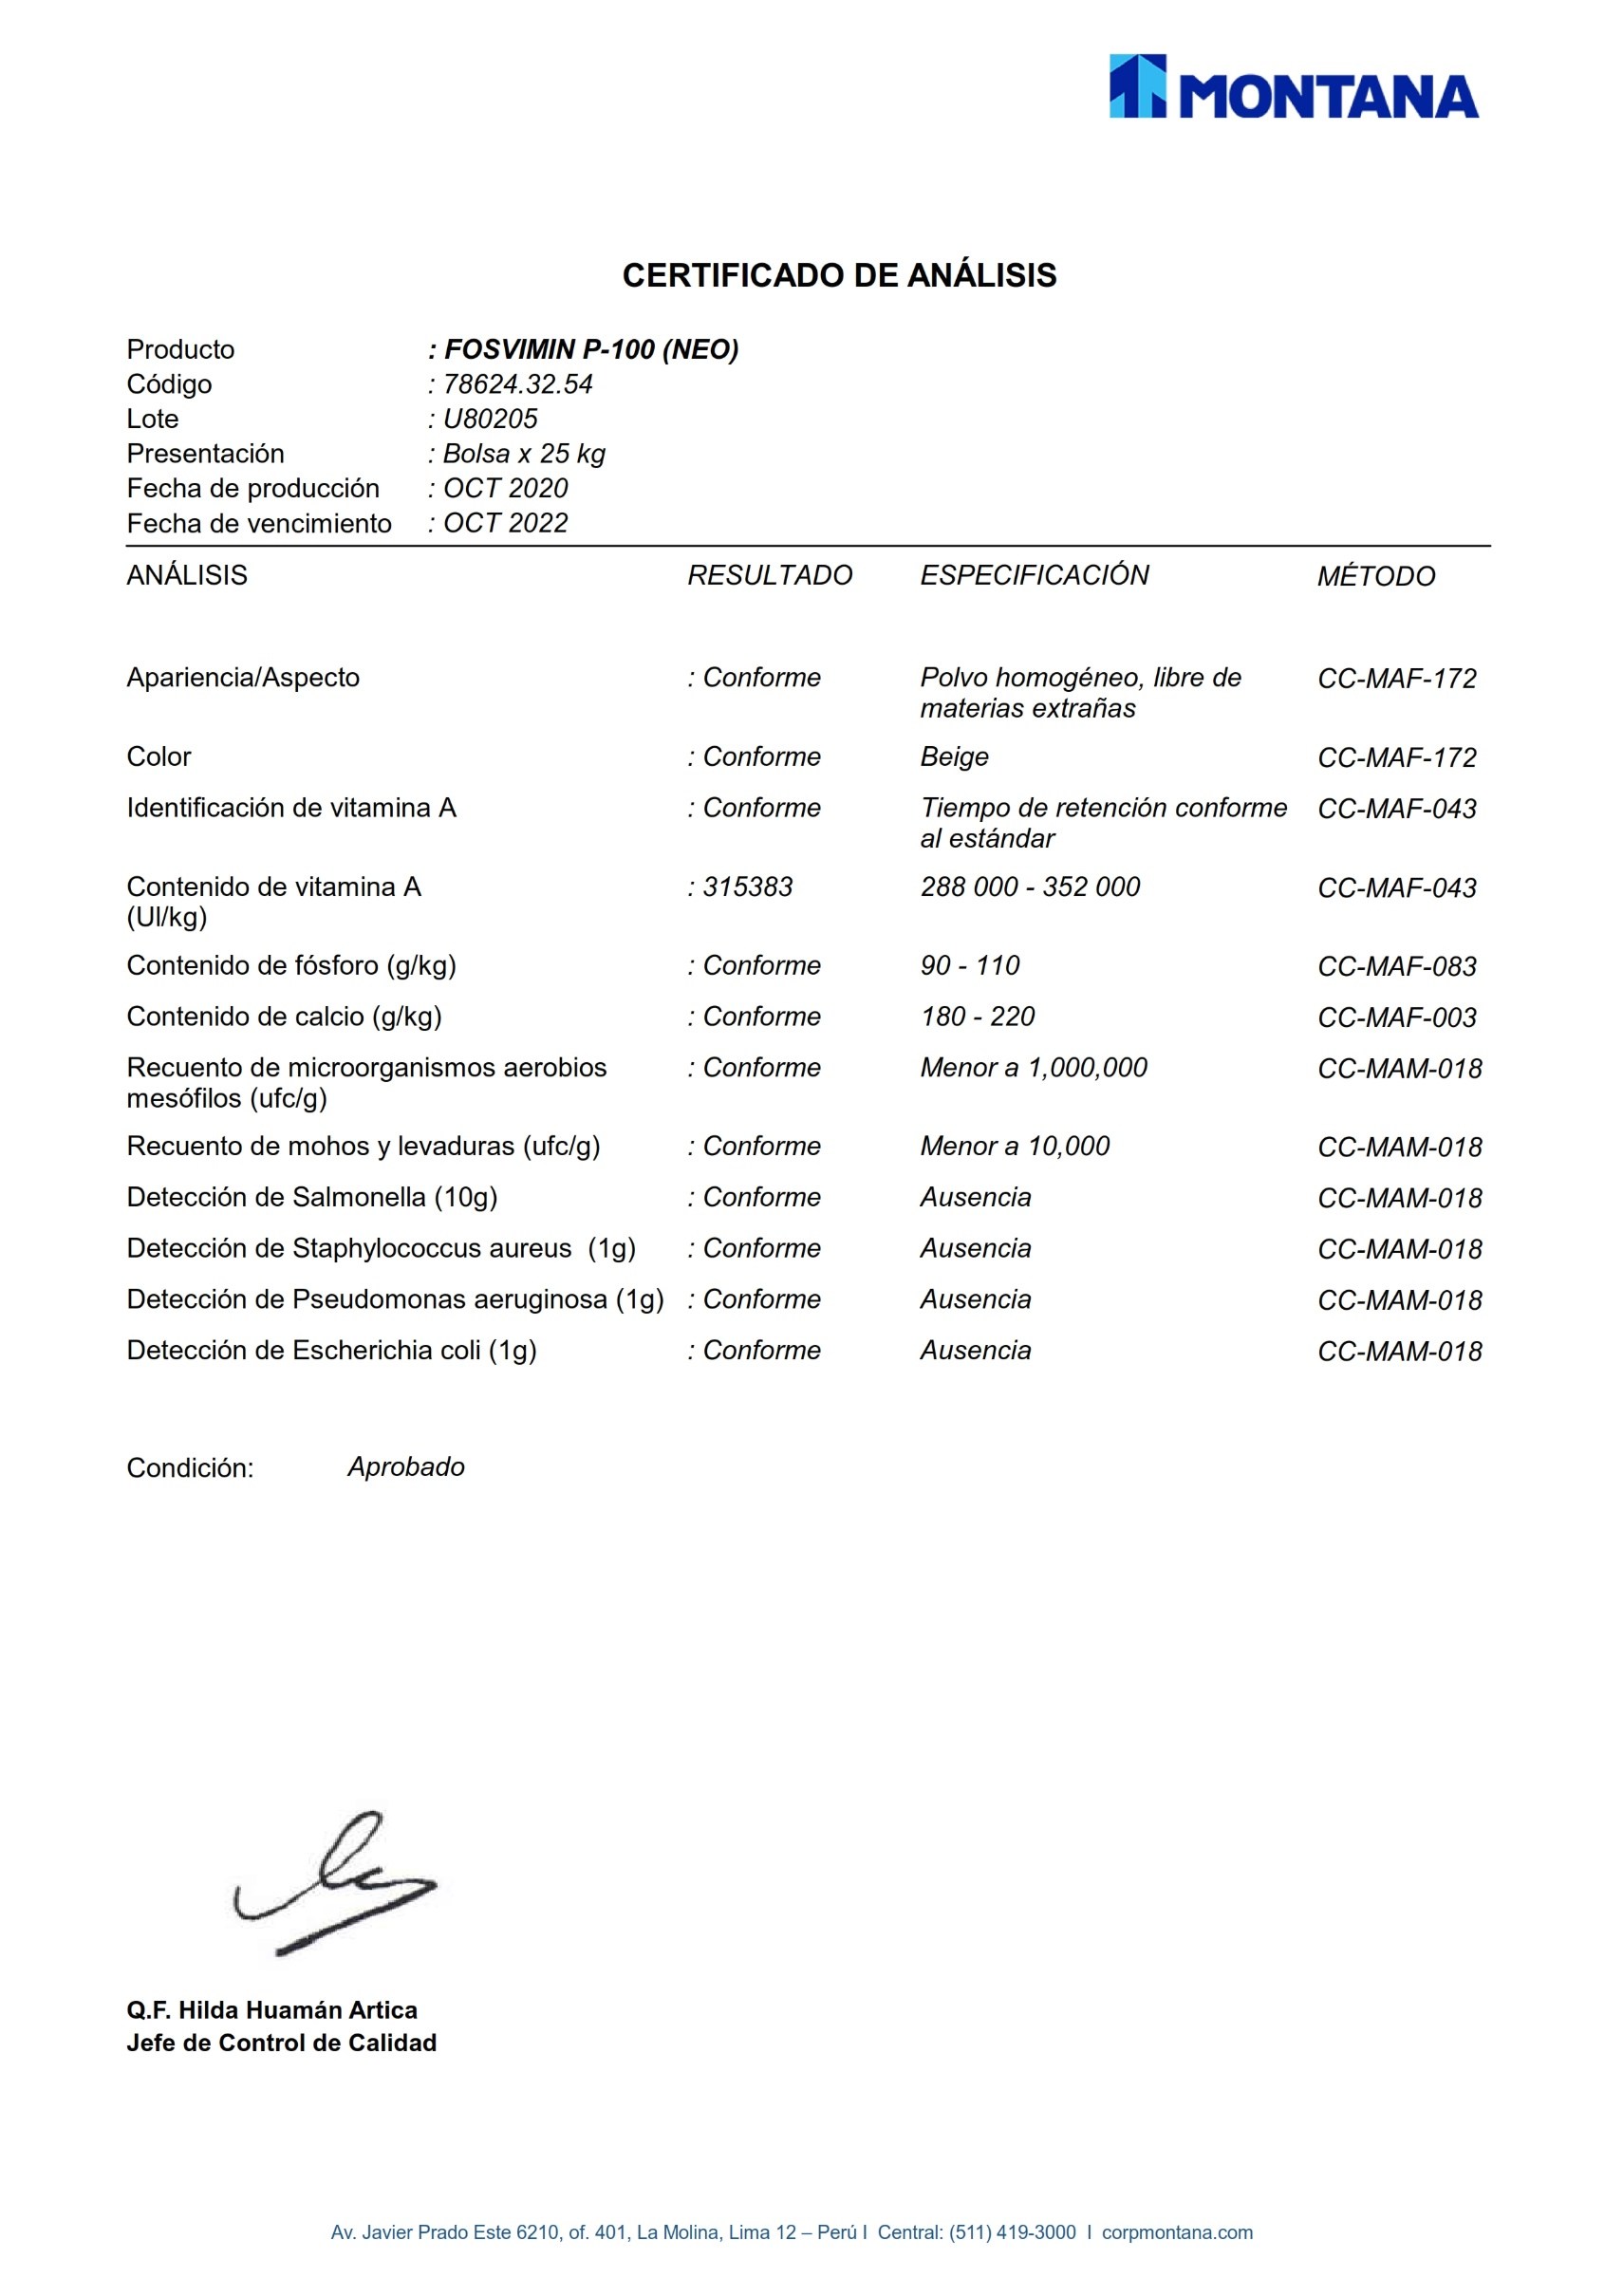 MONTANA
CERTIFICADO DE ANÁLISIS
Producto : FOSVIMIN P-100 (NEO)
Código : 78624.32.54
Lote : U80205
Presentación : Bolsa x 25 kg
Fecha de producción : OCT 2020
Fecha de vencimiento : OCT 2022
ANÁLISIS RESULTADO ESPECIFICACIÓN MÉTODO
Apariencia/Aspecto : Conforme Polvo homogéneo, libre de CC-MAF-172
materias extrañas
Color : Conforme Beige CC-MAF-172
Identificación de vitamina A : Conforme Tiempo de retención conforme CC-MAF-043
al estándar
Contenido de vitamina A : 315383 288 000 - 352 000 CC-MAF-043
(UI/kg)
Contenido de fósforo (g/kg) : Conforme 90 - 110 CC-MAF-083
Contenido de calcio (g/kg) : Conforme 180 - 220 CC-MAF-003
Recuento de microorganismos aerobios : Conforme Menor a 1,000,000 CC-MAM-018
mesófilos (ufc/g)
Recuento de mohos y levaduras (ufc/g) : Conforme Menor a 10,000 CC-MAM-018
Detección de Salmonella (10g) : Conforme Ausencia CC-MAM-018
Detección de Staphylococcus aureus (1g) : Conforme Ausencia CC-MAM-018
Detección de Pseudomonas aeruginosa (1g) : Conforme Ausencia CC-MAM-018
Detección de Escherichia coli (1g) : Conforme Ausencia CC-MAM-018
Condición: Aprobado
Q.F. Hilda Huamán Artica
Jefe de Control de Calidad
Av. Javier Prado Este 6210, of. 401, La Molina, Lima 12 – Perú I Central: (511) 419-3000 I corpmontana.com